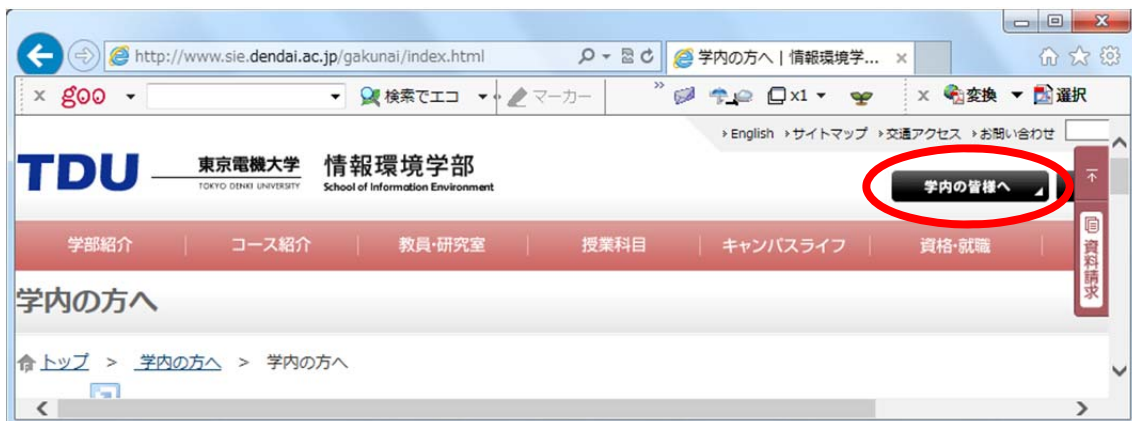 http://www.sie.dendai.ac.jp/gakunai/index.html
学内の方へ | 情報環境学...
goo
検索でエコ
マーカー
x1
変換
選択
English サイトマップ 交通アクセス お問い合わせ
TDU
東京電機大学
TOKYO DENKI UNIVERSITY
情報環境学部
School of Information Environment
学内の皆様へ
資料請求
学部紹介
コース紹介
教員・研究室
授業科目
キャンパスライフ
資格・就職
学内の方へ
トップ > 学内の方へ > 学内の方へ